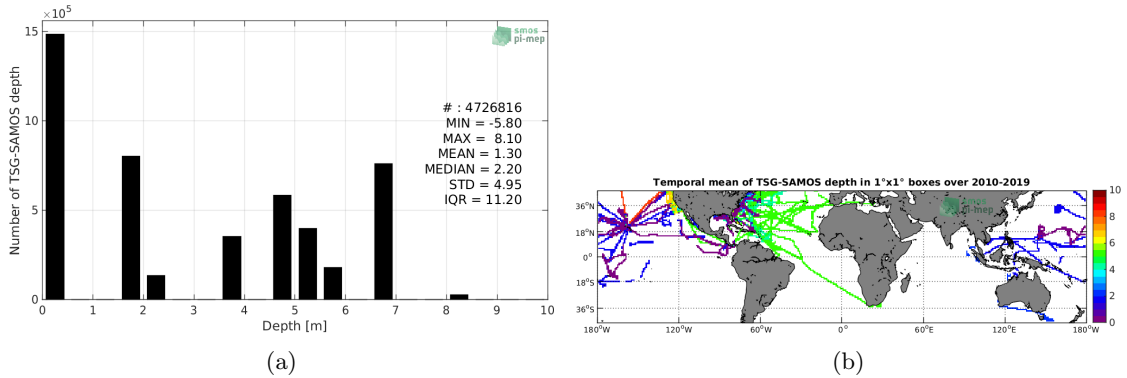 ×10⁵
15
10
5
0
Number of TSG-SAMOS depth
smos
pi-mep
# : 4726816
MIN = -5.80
MAX = 8.10
MEAN = 1.30
MEDIAN = 2.20
STD = 4.95
IQR = 11.20
0 1 2 3 4 5 6 7 8 9 10
Depth [m]
(a)
Temporal mean of TSG-SAMOS depth in 1°x1° boxes over 2010-2019
smos
pi-mep
36°N
18°N
0°
18°S
36°S
180°W 120°W 60°W 0° 60°E 120°E 180°W
10
8
6
4
2
0
(b)